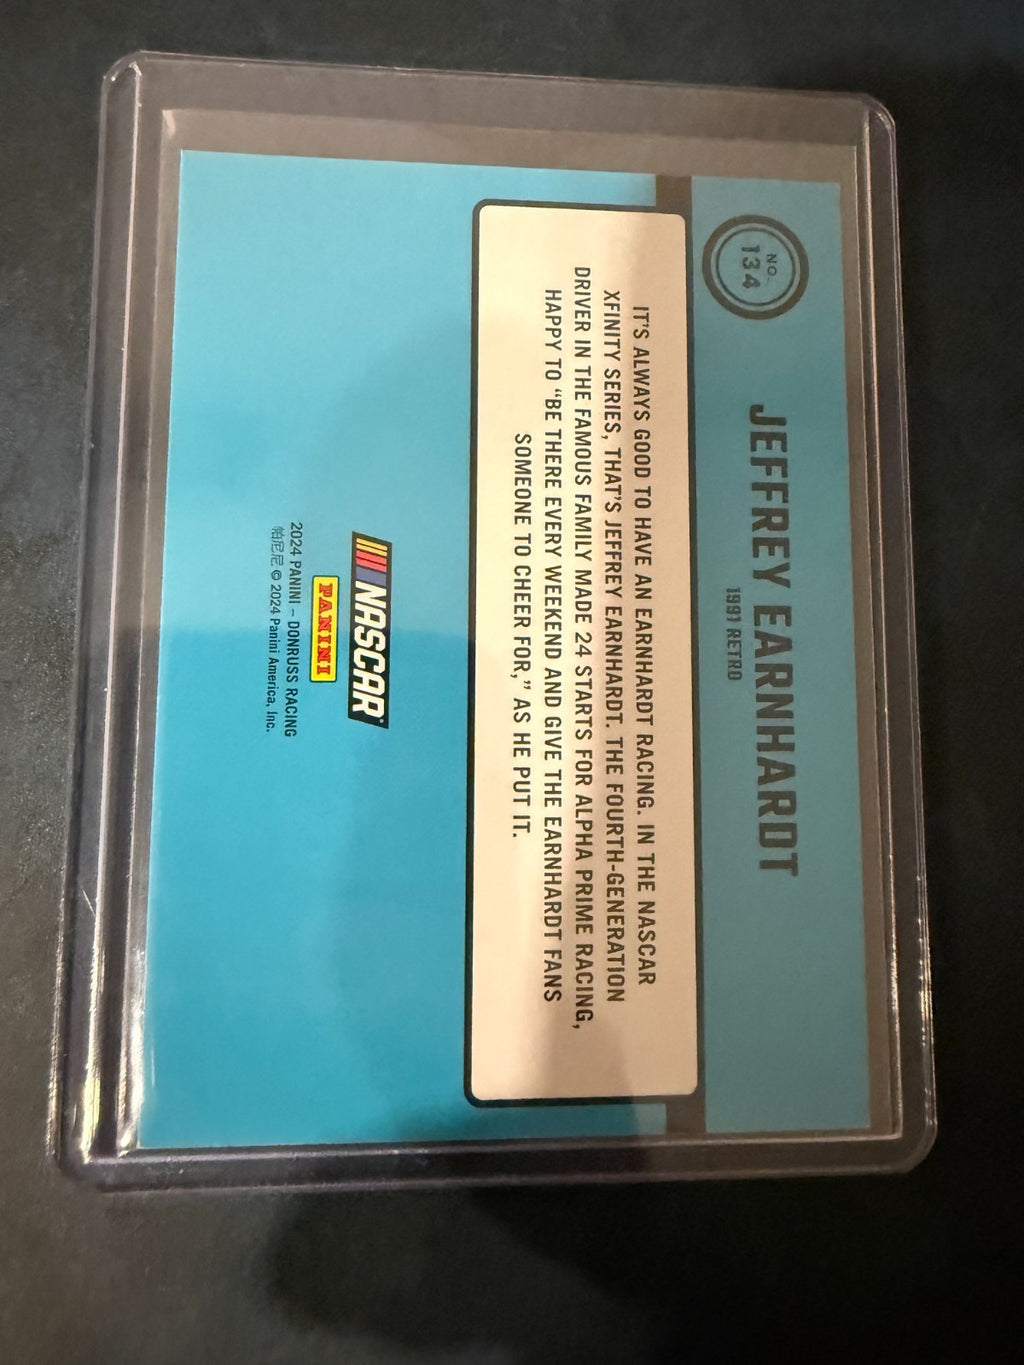 NO.
134
JEFFREY EARNHARDT
1991 RETRO
IT'S ALWAYS GOOD TO HAVE AN EARNHARDT RACING. IN THE NASCAR
XFINITY SERIES, THAT'S JEFFREY EARNHARDT. THE FOURTH-GENERATION
DRIVER IN THE FAMOUS FAMILY MADE 24 STARTS FOR ALPHA PRIME RACING,
HAPPY TO "BE THERE EVERY WEEKEND AND GIVE THE EARNHARDT FANS
SOMEONE TO CHEER FOR," AS HE PUT IT.
NASCAR
PANINI
2024 PANINI – DONRUSS RACING
帕尼尼 © 2024 Panini America, Inc.